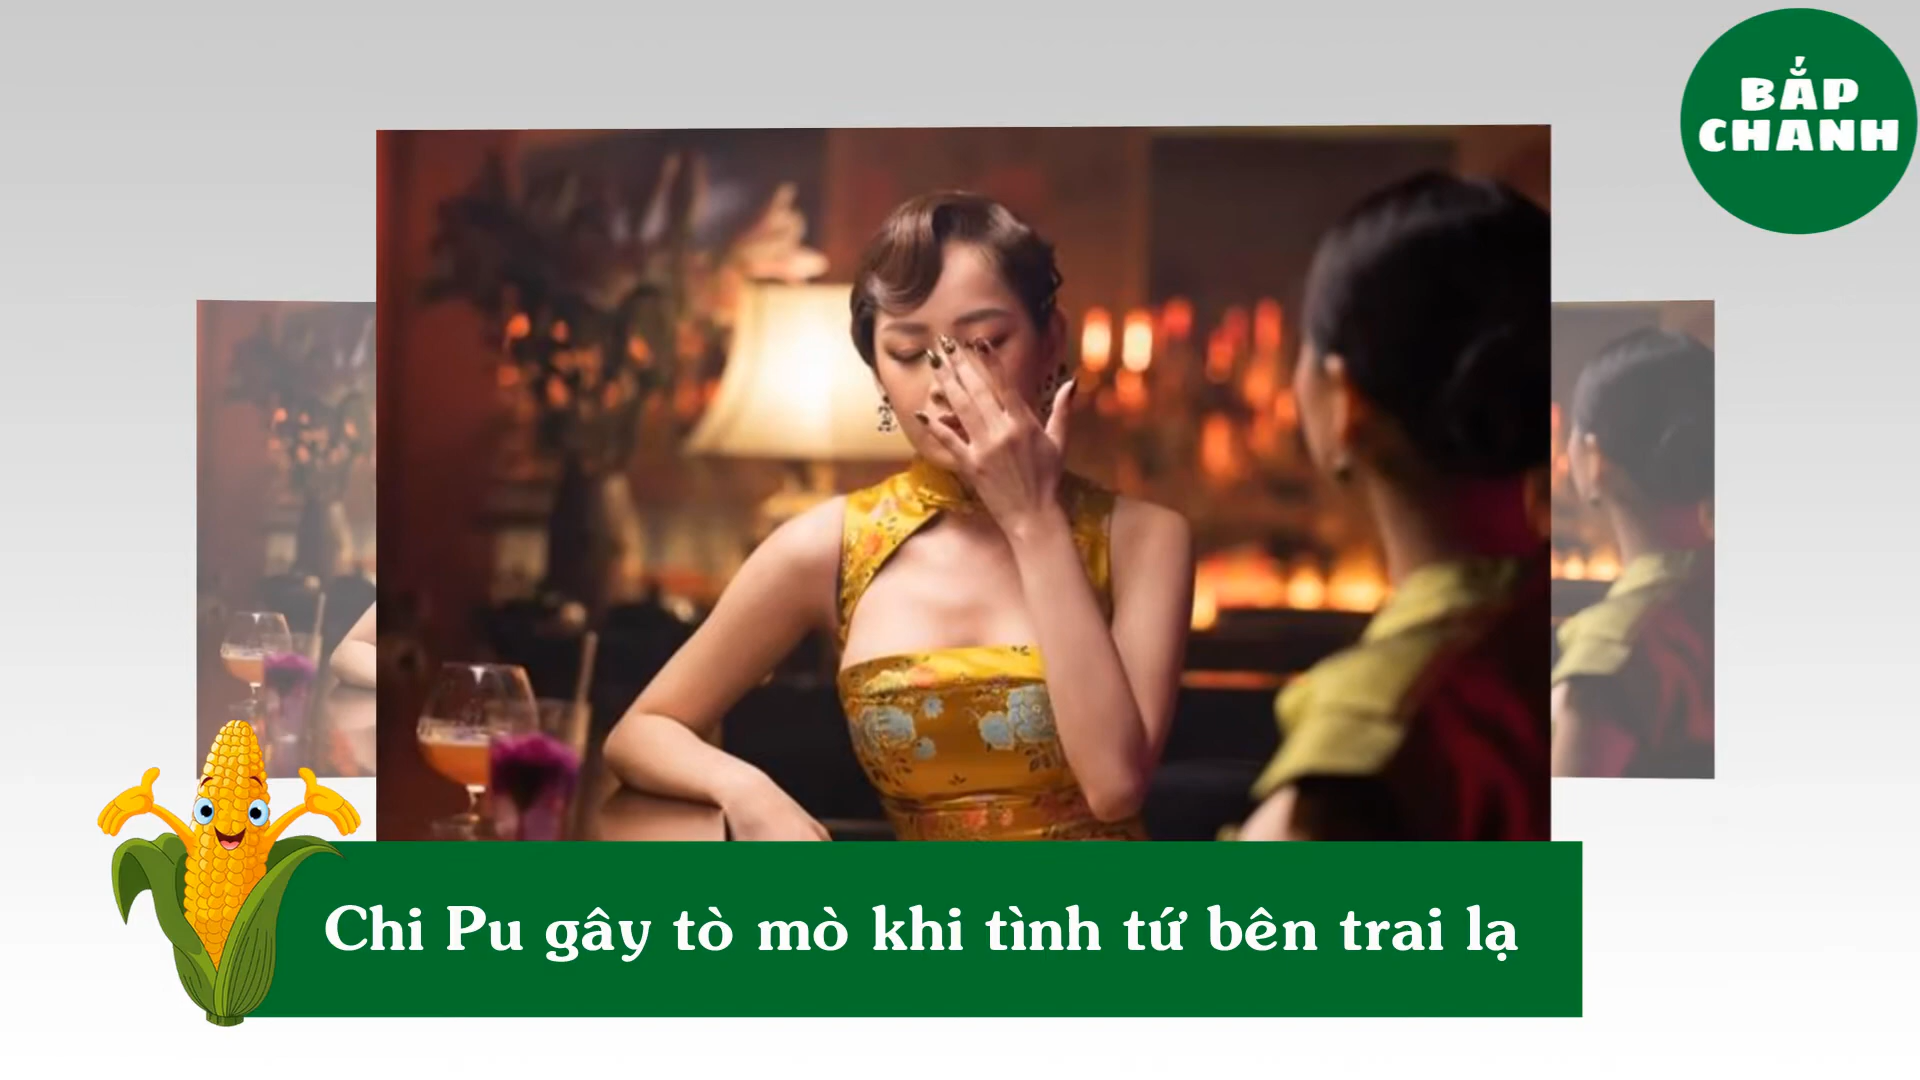 BẮP
CHANH
Chi Pu gây tò mò khi tình tứ bên trai lạ